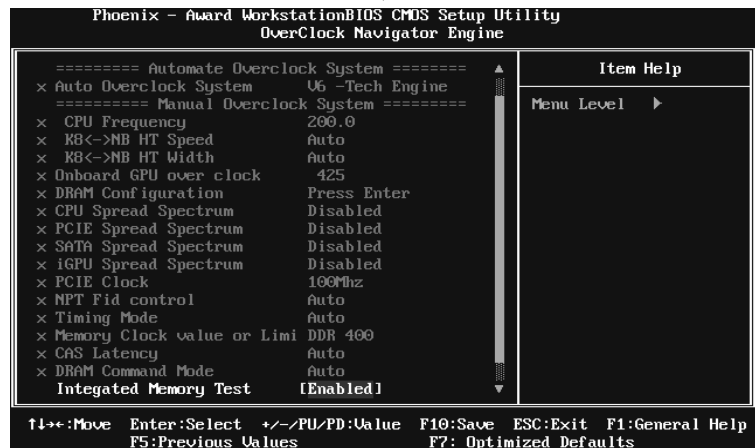 Phoenix - Award WorkstationBIOS CMOS Setup Utility
OverClock Navigator Engine
========= Automate Overclock System ========
Item Help
x Auto Overclock System V6 -Tech Engine
========== Manual Overclock System =========
Menu Level ▶
x CPU Frequency 200.0
x K8<->NB HT Speed Auto
x K8<->NB HT Width Auto
x Onboard GPU over clock 425
x DRAM Configuration Press Enter
x CPU Spread Spectrum Disabled
x PCIE Spread Spectrum Disabled
x SATA Spread Spectrum Disabled
x iGPU Spread Spectrum Disabled
x PCIE Clock 100Mhz
x NPT Fid control Auto
x Timing Mode Auto
x Memory Clock value or Limi DDR 400
x CAS Latency Auto
x DRAM Command Mode Auto
Integated Memory Test [Enabled]
↑↓→←:Move Enter:Select +/-/PU/PD:Value F10:Save ESC:Exit F1:General Help
F5:Previous Values F7: Optimized Defaults